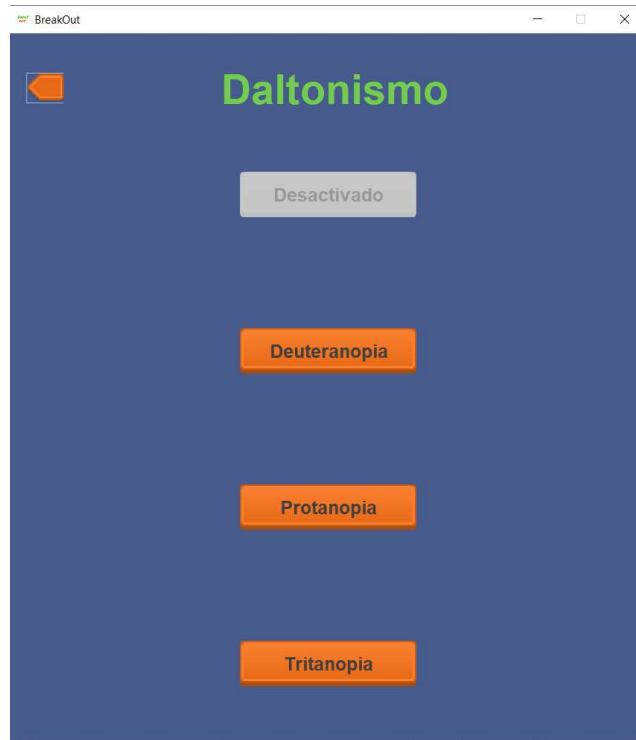 BreakOut
Daltonismo
Desactivado
Deuteranopia
Protanopia
Tritanopia